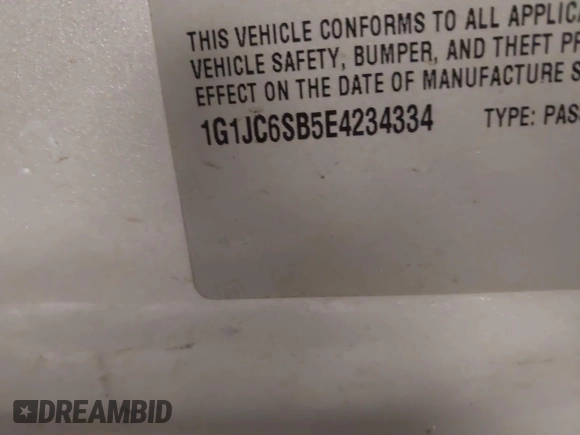 THIS VEHICLE CONFORMS TO ALL
VEHICLE SAFETY, BUMPER, AND THEFT
EFFECT ON THE DATE OF MANUFACTURE
1G1JC6SB5E4234334 TYPE:
DREAMBID